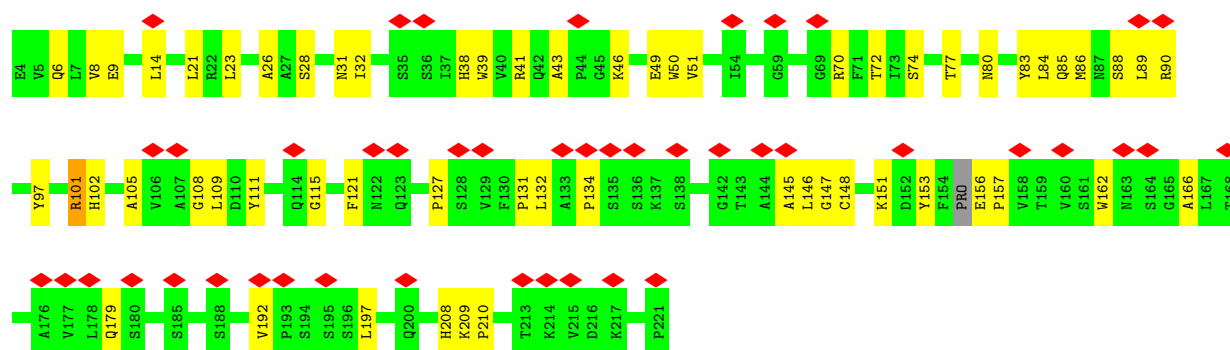 E4 V5 Q6 L7 V8 E9 L14 L21 R22 L23 A26 A27 S28 N31 I32 S35 S36 I37 H38 W39 V40 R41 Q42 A43 P44 G45 K46 E49 W50 V51 I54 G59 G69 R70 F71 T72 I73 S74 T77 N80 Y83 L84 Q85 M86 N87 S88 L89 R90
Y97 R101 H102 A105 V106 A107 G108 L109 D110 Y111 Q114 G115 F121 N122 Q123 P127 S128 V129 F130 P131 L132 A133 P134 S135 S136 K137 S138 G142 T143 A144 A145 L146 G147 C148 K151 D152 Y153 F154 PRO E156 P157 V158 T159 V160 S161 W162 N163 S164 G165 A166 L167 T168
A176 V177 L178 Q179 S180 S185 S188 V192 P193 S194 S195 S196 L197 Q200 H208 K209 P210 T213 K214 V215 D216 K217 P221